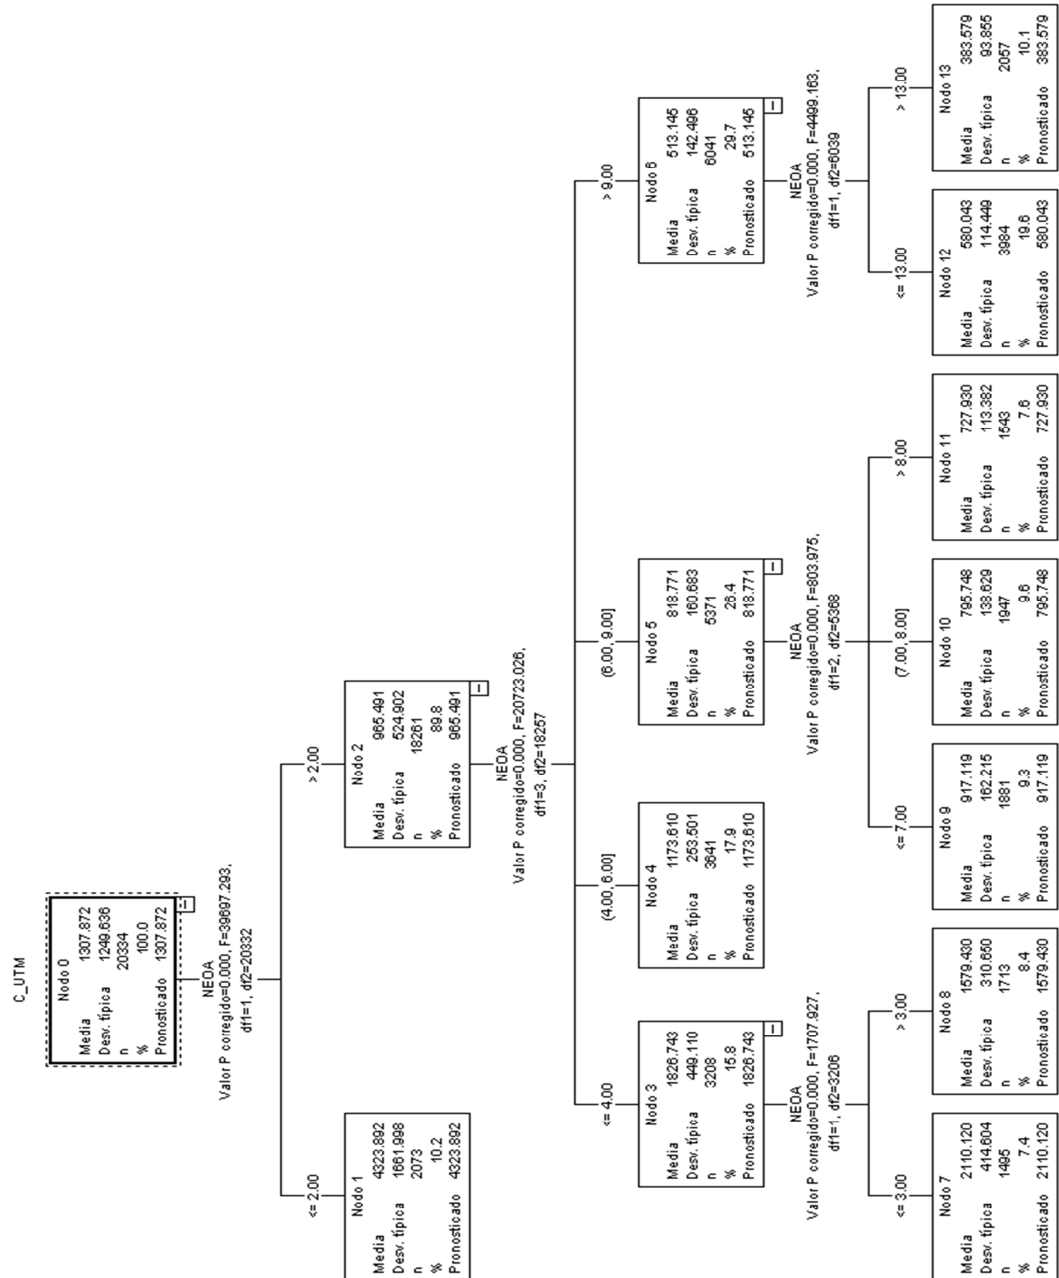 C_UTM
Nodo 0
Media 1307.872
Desv. típica 1249.636
n 20334
% 100.0
Pronosticado 1307.872
NEOA
Valor P corregido=0.000, F=39697.293,
df1=1, df2=20332
<= 2.00
> 2.00
Nodo 1
Media 4323.892
Desv. típica 1661.998
n 2073
% 10.2
Pronosticado 4323.892
Nodo 2
Media 965.491
Desv. típica 524.902
n 18261
% 89.8
Pronosticado 965.491
NEOA
Valor P corregido=0.000, F=20723.026,
df1=3, df2=18257
<= 4.00
(4.00, 6.00]
(6.00, 9.00]
> 9.00
Nodo 3
Media 1826.743
Desv. típica 449.110
n 3208
% 15.8
Pronosticado 1826.743
Nodo 4
Media 1173.610
Desv. típica 253.501
n 3641
% 17.9
Pronosticado 1173.610
Nodo 5
Media 818.771
Desv. típica 160.683
n 5371
% 26.4
Pronosticado 818.771
Nodo 6
Media 513.145
Desv. típica 142.496
n 6041
% 29.7
Pronosticado 513.145
NEOA
Valor P corregido=0.000, F=1707.927,
df1=1, df2=3206
NEOA
Valor P corregido=0.000, F=803.975,
df1=2, df2=5368
NEOA
Valor P corregido=0.000, F=4499.163,
df1=1, df2=6039
<= 3.00
> 3.00
<= 7.00
(7.00, 8.00]
> 8.00
<= 13.00
> 13.00
Nodo 7
Media 2110.120
Desv. típica 414.604
n 1495
% 7.4
Pronosticado 2110.120
Nodo 8
Media 1579.430
Desv. típica 310.650
n 1713
% 8.4
Pronosticado 1579.430
Nodo 9
Media 917.119
Desv. típica 162.215
n 1881
% 9.3
Pronosticado 917.119
Nodo 10
Media 795.748
Desv. típica 138.629
n 1947
% 9.6
Pronosticado 795.748
Nodo 11
Media 727.930
Desv. típica 113.382
n 1543
% 7.6
Pronosticado 727.930
Nodo 12
Media 580.043
Desv. típica 114.449
n 3984
% 19.6
Pronosticado 580.043
Nodo 13
Media 383.579
Desv. típica 93.855
n 2057
% 10.1
Pronosticado 383.579